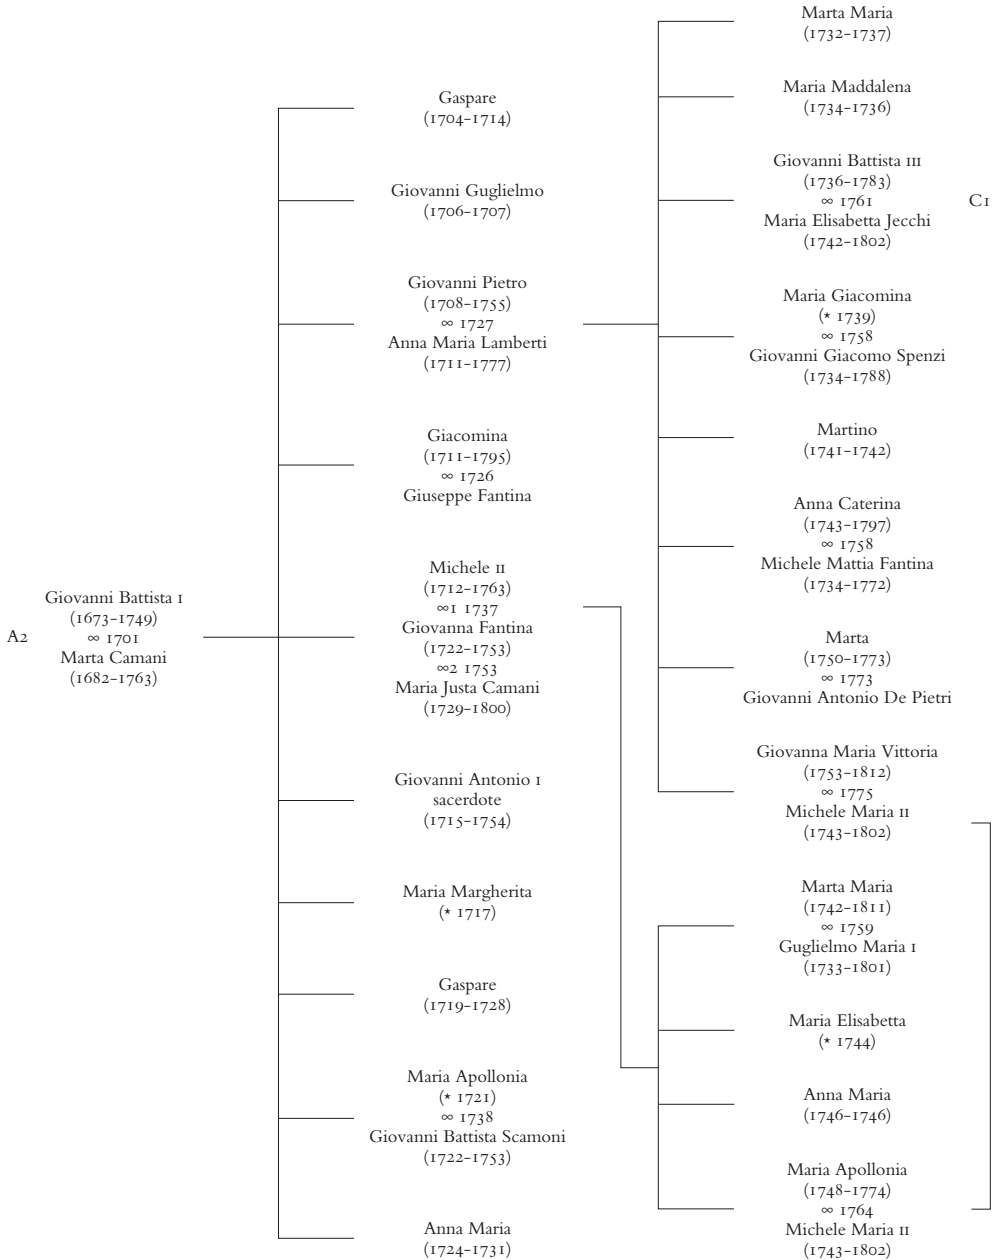 A2
Giovanni Battista I
(1673-1749)
∞ 1701
Marta Camani
(1682-1763)
Gaspare
(1704-1714)
Giovanni Guglielmo
(1706-1707)
Giovanni Pietro
(1708-1755)
∞ 1727
Anna Maria Lamberti
(1711-1777)
Giacomina
(1711-1795)
∞ 1726
Giuseppe Fantina
Michele II
(1712-1763)
∞1 1737
Giovanna Fantina
(1722-1753)
∞2 1753
Maria Justa Camani
(1729-1800)
Giovanni Antonio I
sacerdote
(1715-1754)
Maria Margherita
(* 1717)
Gaspare
(1719-1728)
Maria Apollonia
(* 1721)
∞ 1738
Giovanni Battista Scamoni
(1722-1753)
Anna Maria
(1724-1731)
Marta Maria
(1732-1737)
Maria Maddalena
(1734-1736)
Giovanni Battista III
(1736-1783)
∞ 1761
Maria Elisabetta Jecchi
(1742-1802)
C1
Maria Giacomina
(* 1739)
∞ 1758
Giovanni Giacomo Spenzi
(1734-1788)
Martino
(1741-1742)
Anna Caterina
(1743-1797)
∞ 1758
Michele Mattia Fantina
(1734-1772)
Marta
(1750-1773)
∞ 1773
Giovanni Antonio De Pietri
Giovanna Maria Vittoria
(1753-1812)
∞ 1775
Michele Maria II
(1743-1802)
Marta Maria
(1742-1811)
∞ 1759
Guglielmo Maria I
(1733-1801)
Maria Elisabetta
(* 1744)
Anna Maria
(1746-1746)
Maria Apollonia
(1748-1774)
∞ 1764
Michele Maria II
(1743-1802)